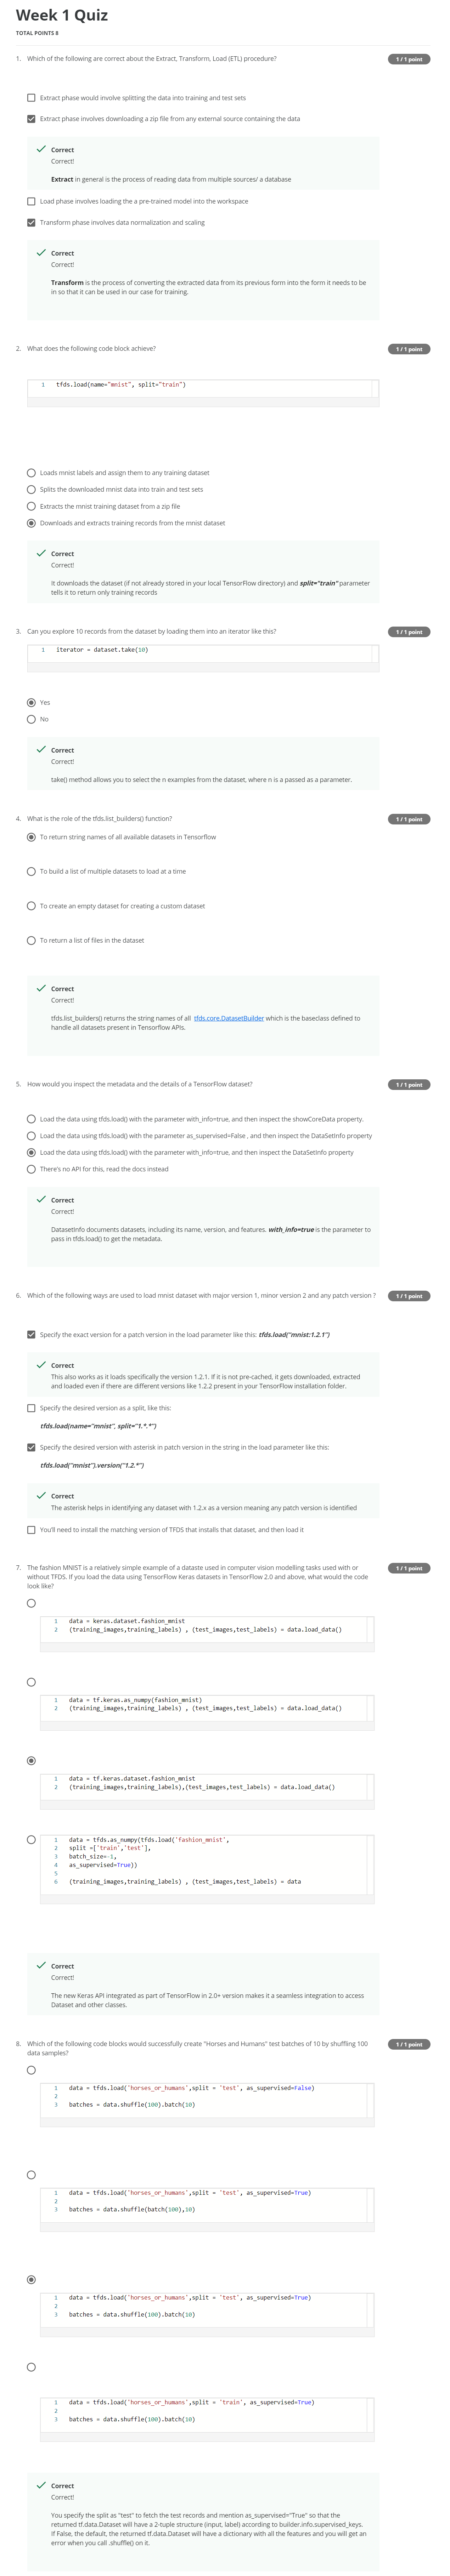 Week 1 Quiz
TOTAL POINTS 8
1. Which of the following are correct about the Extract, Transform, Load (ETL) procedure?
1 / 1 point
Extract phase would involve splitting the data into training and test sets
Extract phase involves downloading a zip file from any external source containing the data
Correct
Correct!
Extract in general is the process of reading data from multiple sources/ a database
Load phase involves loading the a pre-trained model into the workspace
Transform phase involves data normalization and scaling
Correct
Correct!
Transform is the process of converting the extracted data from its previous form into the form it needs to be
in so that it can be used in our case for training.
2. What does the following code block achieve?
1 / 1 point
1 tfds.load(name="mnist", split="train")
Loads mnist labels and assign them to any training dataset
Splits the downloaded mnist data into train and test sets
Extracts the mnist training dataset from a zip file
Downloads and extracts training records from the mnist dataset
Correct
Correct!
It downloads the dataset (if not already stored in your local TensorFlow directory) and split="train" parameter
tells it to return only training records
3. Can you explore 10 records from the dataset by loading them into an iterator like this?
1 / 1 point
1 iterator = dataset.take(10)
Yes
No
Correct
Correct!
take() method allows you to select the n examples from the dataset, where n is a passed as a parameter.
4. What is the role of the tfds.list_builders() function?
1 / 1 point
To return string names of all available datasets in Tensorflow
To build a list of multiple datasets to load at a time
To create an empty dataset for creating a custom dataset
To return a list of files in the dataset
Correct
Correct!
tfds.list_builders() returns the string names of all tfds.core.DatasetBuilder which is the baseclass defined to
handle all datasets present in Tensorflow APIs.
5. How would you inspect the metadata and the details of a TensorFlow dataset?
1 / 1 point
Load the data using tfds.load() with the parameter with_info=true, and then inspect the showCoreData property.
Load the data using tfds.load() with the parameter as_supervised=False , and then inspect the DataSetInfo property
Load the data using tfds.load() with the parameter with_info=true, and then inspect the DataSetInfo property
There's no API for this, read the docs instead
Correct
Correct!
DatasetInfo documents datasets, including its name, version, and features. with_info=true is the parameter to
pass in tfds.load() to get the metadata.
6. Which of the following ways are used to load mnist dataset with major version 1, minor version 2 and any patch version ?
1 / 1 point
Specify the exact version for a patch version in the load parameter like this: tfds.load("mnist:1.2.1")
Correct
This also works as it loads specifically the version 1.2.1. If it is not pre-cached, it gets downloaded, extracted
and loaded even if there are different versions like 1.2.2 present in your TensorFlow installation folder.
Specify the desired version as a split, like this:
tfds.load(name="mnist", split="1.*.*")
Specify the desired version with asterisk in patch version in the string in the load parameter like this:
tfds.load("mnist").version("1.2.*")
Correct
The asterisk helps in identifying any dataset with 1.2.x as a version meaning any patch version is identified
You'll need to install the matching version of TFDS that installs that dataset, and then load it
7. The fashion MNIST is a relatively simple example of a dataste used in computer vision modelling tasks used with or
without TFDS. If you load the data using TensorFlow Keras datasets in TensorFlow 2.0 and above, what would the code
look like?
1 / 1 point
1 data = keras.dataset.fashion_mnist
2 (training_images,training_labels) , (test_images,test_labels) = data.load_data()
1 data = tf.keras.as_numpy(fashion_mnist)
2 (training_images,training_labels) , (test_images,test_labels) = data.load_data()
1 data = tf.keras.dataset.fashion_mnist
2 (training_images,training_labels),(test_images,test_labels) = data.load_data()
1 data = tfds.as_numpy(tfds.load('fashion_mnist',
2 split =['train','test'],
3 batch_size=-1,
4 as_supervised=True))
5
6 (training_images,training_labels) , (test_images,test_labels) = data
Correct
Correct!
The new Keras API integrated as part of TensorFlow in 2.0+ version makes it a seamless integration to access
Dataset and other classes.
8. Which of the following code blocks would successfully create "Horses and Humans" test batches of 10 by shuffling 100
data samples?
1 / 1 point
1 data = tfds.load('horses_or_humans',split = 'test', as_supervised=False)
2
3 batches = data.shuffle(100).batch(10)
1 data = tfds.load('horses_or_humans',split = 'test', as_supervised=True)
2
3 batches = data.shuffle(batch(100),10)
1 data = tfds.load('horses_or_humans',split = 'test', as_supervised=True)
2
3 batches = data.shuffle(100).batch(10)
1 data = tfds.load('horses_or_humans',split = 'train', as_supervised=True)
2
3 batches = data.shuffle(100).batch(10)
Correct
Correct!
You specify the split as "test" to fetch the test records and mention as_supervised="True" so that the
returned tf.data.Dataset will have a 2-tuple structure (input, label) according to builder.info.supervised_keys.
If False, the default, the returned tf.data.Dataset will have a dictionary with all the features and you will get an
error when you call .shuffle() on it.